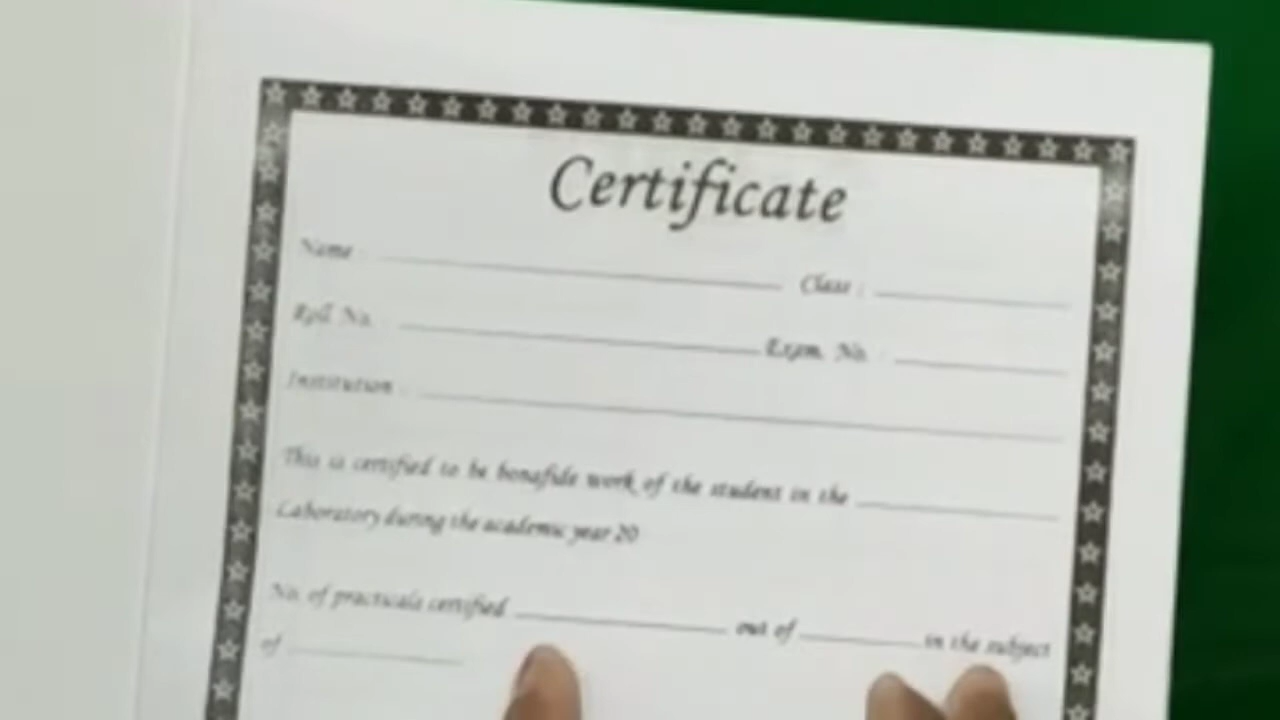 Certificate
Name : Class :
Roll No. Exam. No. :
Institution :
This is certified to be bonafide work of the student in the
Laboratory during the academic year 20
No. of practicals certified out of in the subject
of